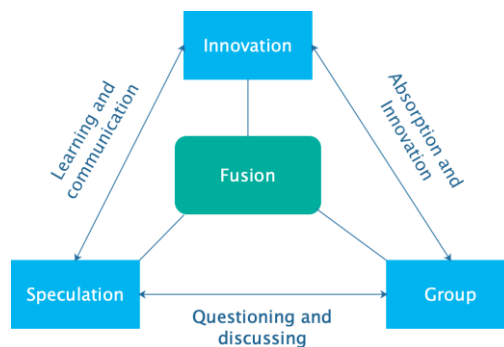 Innovation
Learning and
communication
Absorption and
Innovation
Fusion
Speculation
Questioning and
discussing
Group